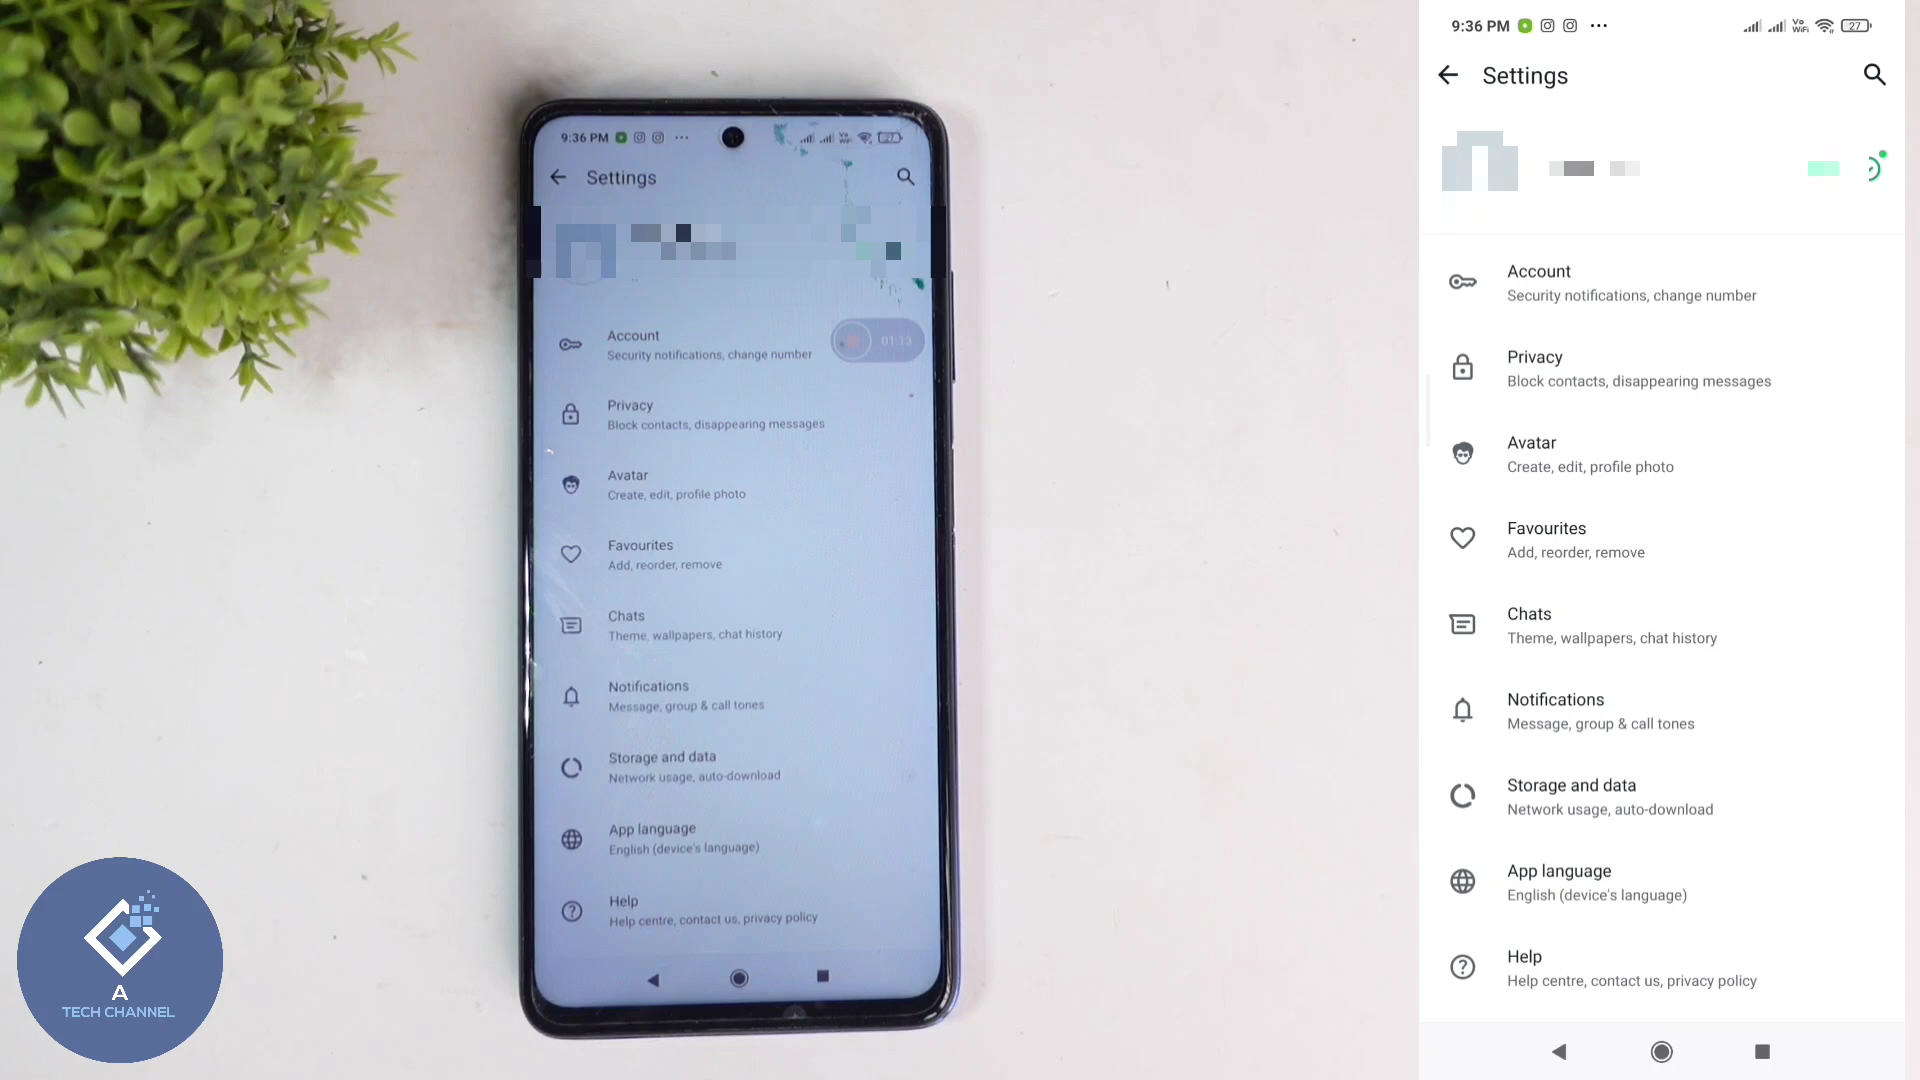 9:36 PM
Settings
Account
Security notifications, change number
01:13
Privacy
Block contacts, disappearing messages
Avatar
Create, edit, profile photo
Favourites
Add, reorder, remove
Chats
Theme, wallpapers, chat history
Notifications
Message, group & call tones
Storage and data
Network usage, auto-download
App language
English (device's language)
Help
Help centre, contact us, privacy policy
A
TECH CHANNEL
9:36 PM
Vo
WiFi
27
Settings
Account
Security notifications, change number
Privacy
Block contacts, disappearing messages
Avatar
Create, edit, profile photo
Favourites
Add, reorder, remove
Chats
Theme, wallpapers, chat history
Notifications
Message, group & call tones
Storage and data
Network usage, auto-download
App language
English (device's language)
Help
Help centre, contact us, privacy policy